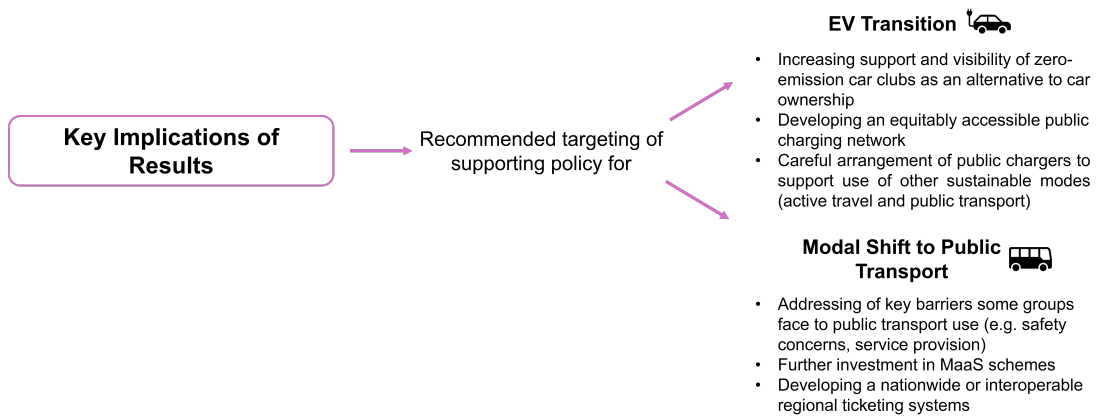 Key Implications of
Results
Recommended targeting of
supporting policy for
EV Transition
• Increasing support and visibility of zero-
emission car clubs as an alternative to car
ownership
• Developing an equitably accessible public
charging network
• Careful arrangement of public chargers to
support use of other sustainable modes
(active travel and public transport)
Modal Shift to Public
Transport
• Addressing of key barriers some groups
face to public transport use (e.g. safety
concerns, service provision)
• Further investment in MaaS schemes
• Developing a nationwide or interoperable
regional ticketing systems